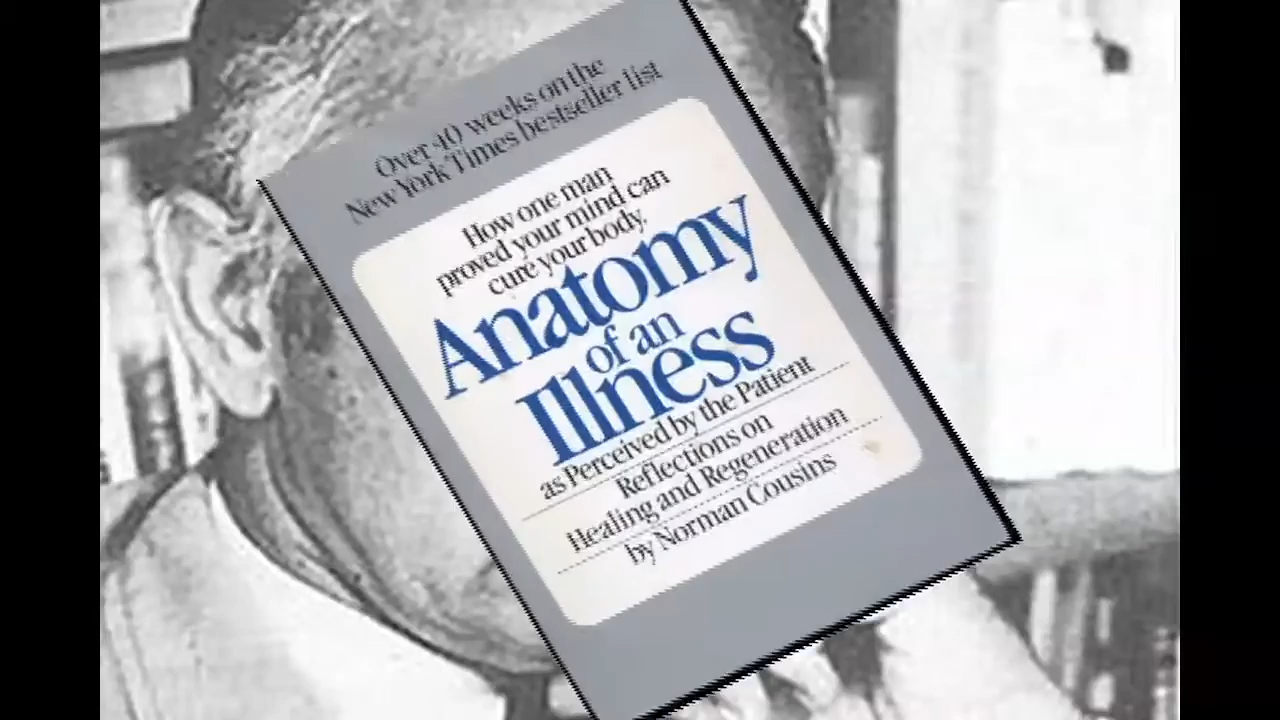 Over 40 weeks on the
New York Times bestseller list
How one man
proved your mind can
cure your body.
Anatomy
of an
Illness
as Perceived by the Patient
Reflections on
Healing and Regeneration
by Norman Cousins